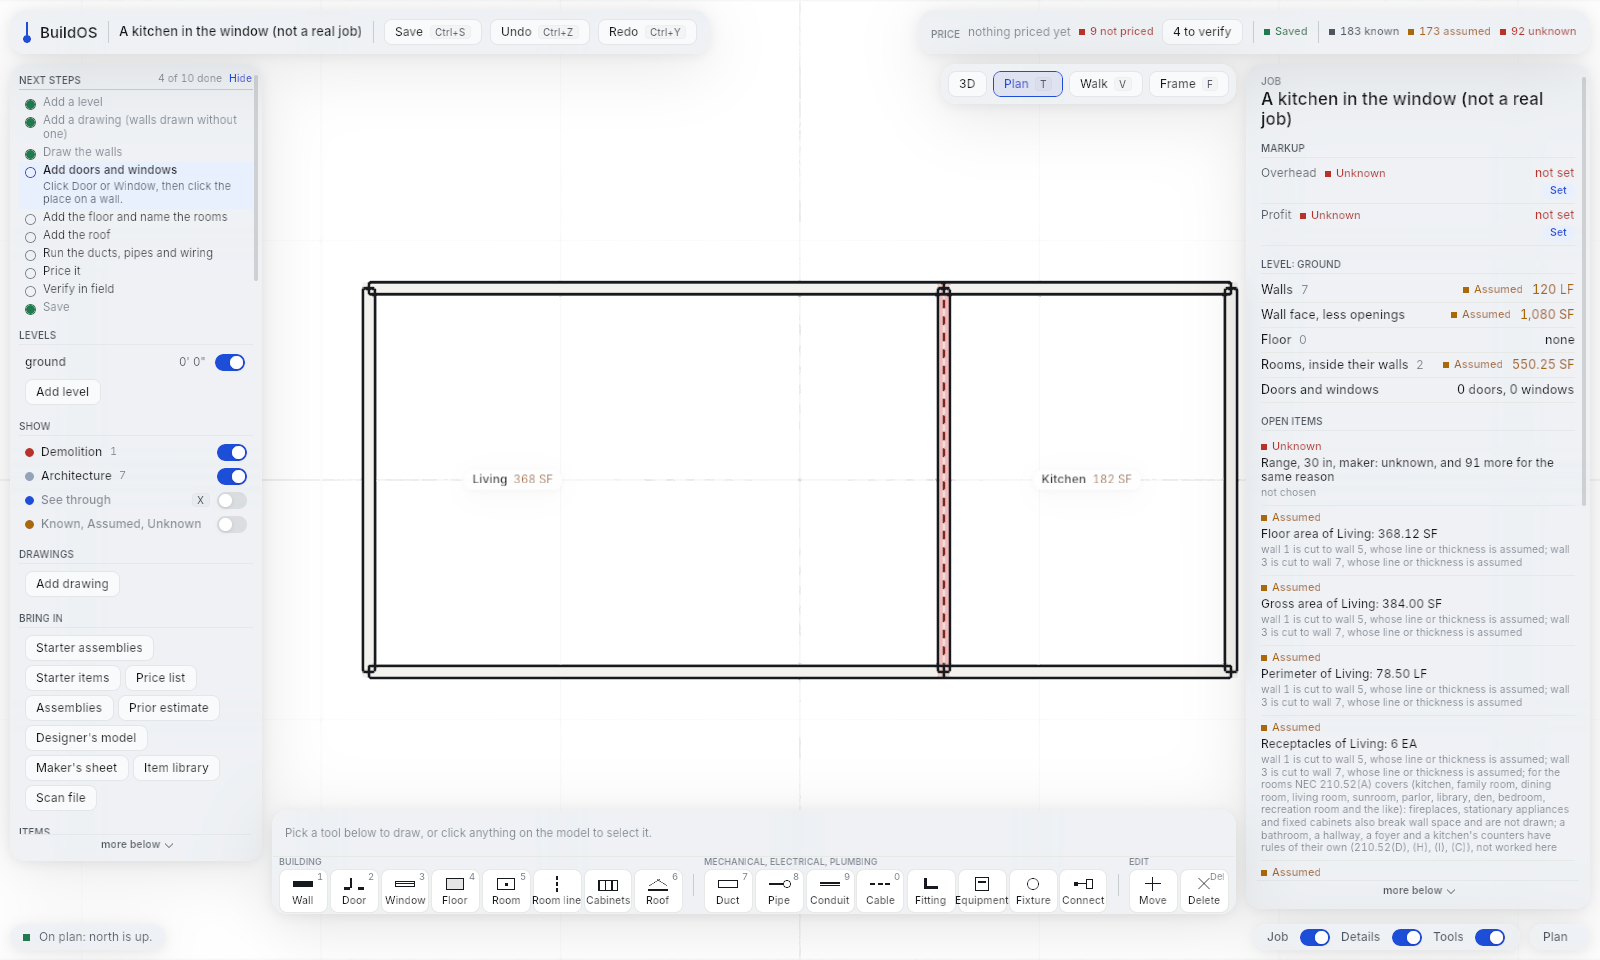 BuildOS
A kitchen in the window (not a real job)
Save Ctrl+S
Undo Ctrl+Z
Redo Ctrl+Y
PRICE nothing priced yet 9 not priced 4 to verify Saved 183 known 173 assumed 92 unknown
3D
Plan T
Walk V
Frame F
NEXT STEPS 4 of 10 done Hide
Add a level
Add a drawing (walls drawn without
one)
Draw the walls
Add doors and windows
Click Door or Window, then click the
place on a wall.
Add the floor and name the rooms
Add the roof
Run the ducts, pipes and wiring
Price it
Verify in field
Save
LEVELS
ground 0' 0"
Add level
SHOW
Demolition 1
Architecture 7
See through X
Known, Assumed, Unknown
DRAWINGS
Add drawing
BRING IN
Starter assemblies
Starter items Price list
Assemblies Prior estimate
Designer's model
Maker's sheet Item library
Scan file
ITEMS
more below
Living 368 SF
Kitchen 182 SF
Pick a tool below to draw, or click anything on the model to select it.
BUILDING
Wall 1
Door 2
Window 3
Floor 4
Room 5
Room line
Cabinets
Roof 6
MECHANICAL, ELECTRICAL, PLUMBING
Duct 7
Pipe 8
Conduit 9
Cable 0
Fitting
Equipment
Fixture
Connect
EDIT
Move
Delete Del
JOB
A kitchen in the window (not a real
job)
MARKUP
Overhead Unknown not set
Set
Profit Unknown not set
Set
LEVEL: GROUND
Walls 7 Assumed 120 LF
Wall face, less openings Assumed 1,080 SF
Floor 0 none
Rooms, inside their walls 2 Assumed 550.25 SF
Doors and windows 0 doors, 0 windows
OPEN ITEMS
Unknown
Range, 30 in, maker: unknown, and 91 more for the
same reason
not chosen
Assumed
Floor area of Living: 368.12 SF
wall 1 is cut to wall 5, whose line or thickness is assumed; wall
3 is cut to wall 7, whose line or thickness is assumed
Assumed
Gross area of Living: 384.00 SF
wall 1 is cut to wall 5, whose line or thickness is assumed; wall
3 is cut to wall 7, whose line or thickness is assumed
Assumed
Perimeter of Living: 78.50 LF
wall 1 is cut to wall 5, whose line or thickness is assumed; wall
3 is cut to wall 7, whose line or thickness is assumed
Assumed
Receptacles of Living: 6 EA
wall 1 is cut to wall 5, whose line or thickness is assumed; wall
3 is cut to wall 7, whose line or thickness is assumed; for the
rooms NEC 210.52(A) covers (kitchen, family room, dining
room, living room, sunroom, parlor, library, den, bedroom,
recreation room and the like): fireplaces, stationary appliances
and fixed cabinets also break wall space and are not drawn; a
bathroom, a hallway, a foyer and a kitchen's counters have
rules of their own (210.52(D), (H), (I), (C)), not worked here
Assumed
more below
On plan: north is up.
Job
Details
Tools
Plan